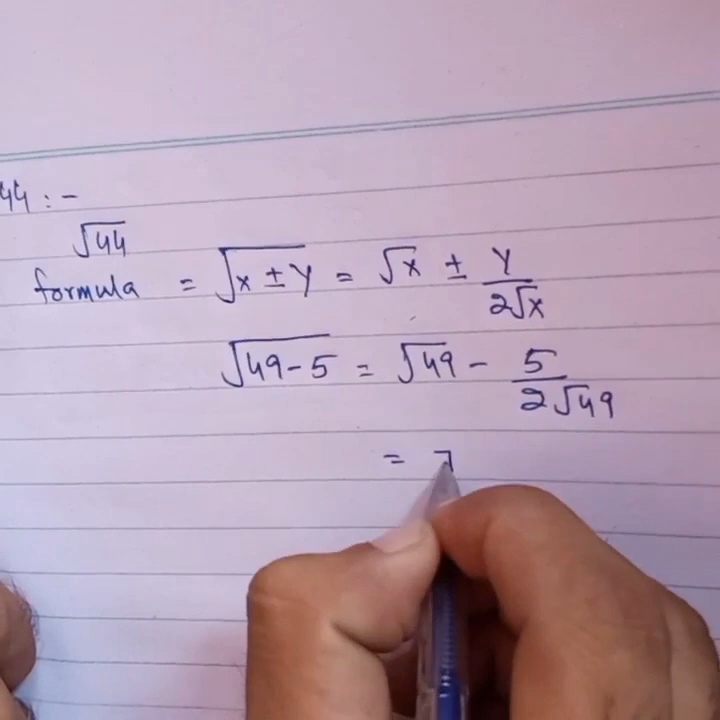 44 :-
√44
formula = √(x ± y) = √x ± y/(2√x)
√(49-5) = √49 - 5/(2√49)
= 7